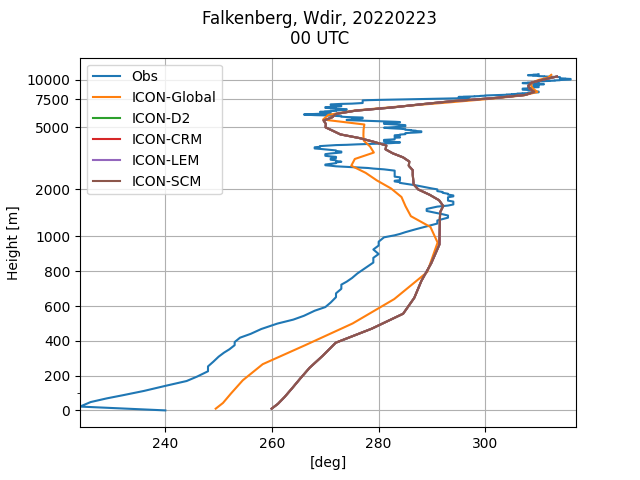 Falkenberg, Wdir, 20220223
00 UTC
Obs
ICON-Global
ICON-D2
ICON-CRM
ICON-LEM
ICON-SCM
10000
7500
5000
2000
1000
800
600
400
200
0
Height [m]
240 260 280 300
[deg]